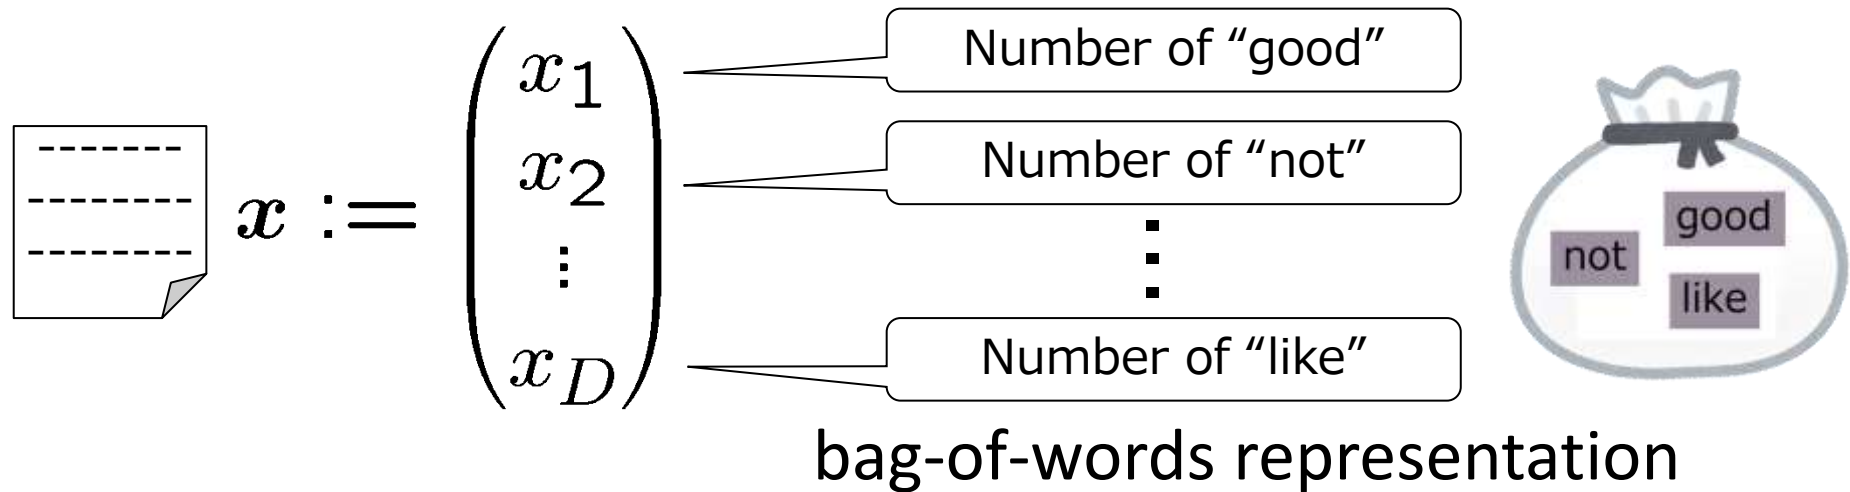 x :=
x1
x2
⋮
xD
Number of “good”
Number of “not”
⋮
Number of “like”
good
not
like
bag-of-words representation